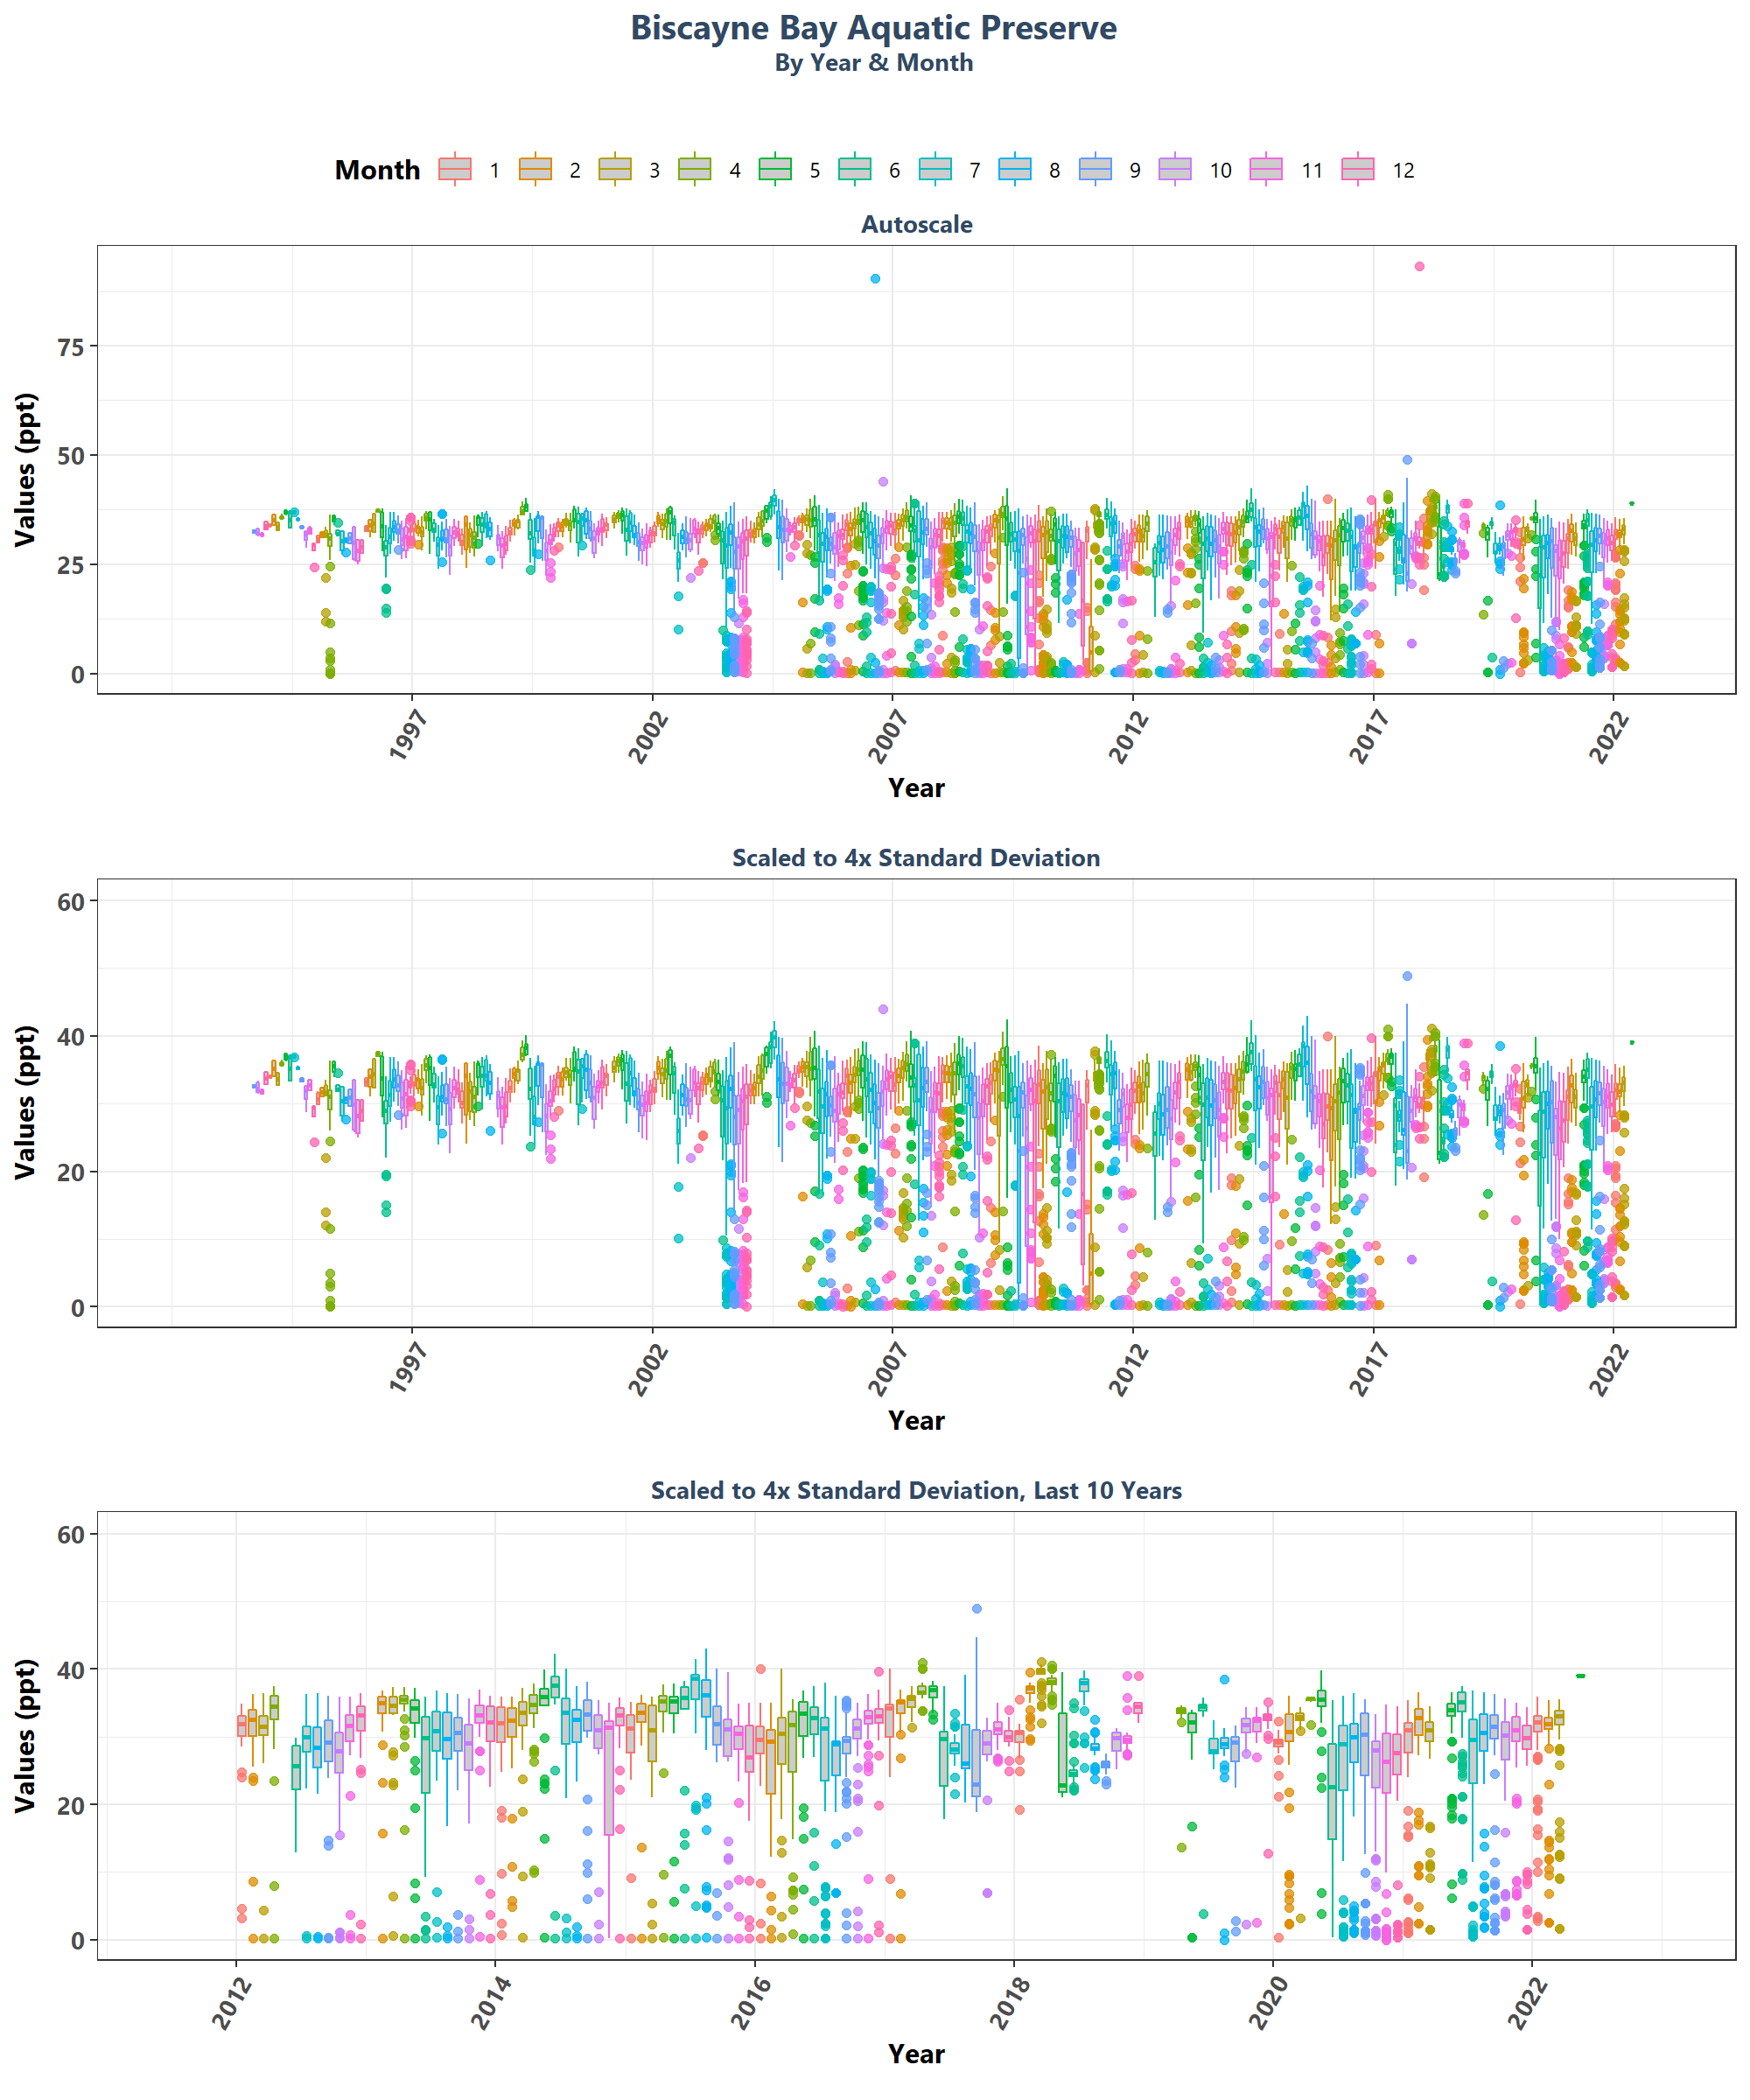 Biscayne Bay Aquatic Preserve
By Year & Month
Month 1 2 3 4 5 6 7 8 9 10 11 12
Autoscale
Values (ppt)
75
50
25
0
1997 2002 2007 2012 2017 2022
Year
Scaled to 4x Standard Deviation
Values (ppt)
60
40
20
0
1997 2002 2007 2012 2017 2022
Year
Scaled to 4x Standard Deviation, Last 10 Years
Values (ppt)
60
40
20
0
2012 2014 2016 2018 2020 2022
Year